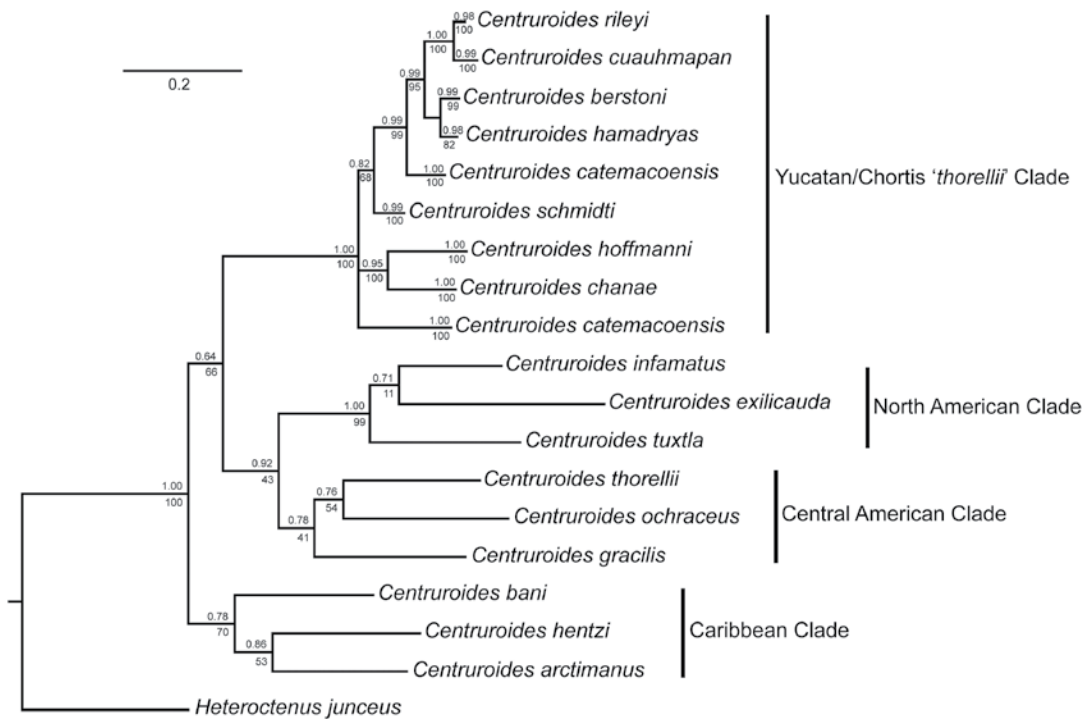 0.98
100
Centruroides rileyi
1.00
100
0.99
100
Centruroides cuauhmapan
0.2
0.99
95
0.99
99
Centruroides berstoni
0.99
99
0.98
82
Centruroides hamadryas
0.82
68
1.00
100
Centruroides catemacoensis
Yucatan/Chortis ‘thorellii’ Clade
0.99
100
Centruroides schmidti
1.00
100
0.95
100
1.00
100
Centruroides hoffmanni
1.00
100
Centruroides chanae
1.00
100
Centruroides catemacoensis
0.64
66
Centruroides infamatus
0.71
11
Centruroides exilicauda
North American Clade
1.00
99
Centruroides tuxtla
0.92
43
Centruroides thorellii
0.76
54
Centruroides ochraceus
Central American Clade
1.00
100
0.78
41
Centruroides gracilis
Centruroides bani
0.78
70
Centruroides hentzi
Caribbean Clade
0.86
53
Centruroides arctimanus
Heteroctenus junceus